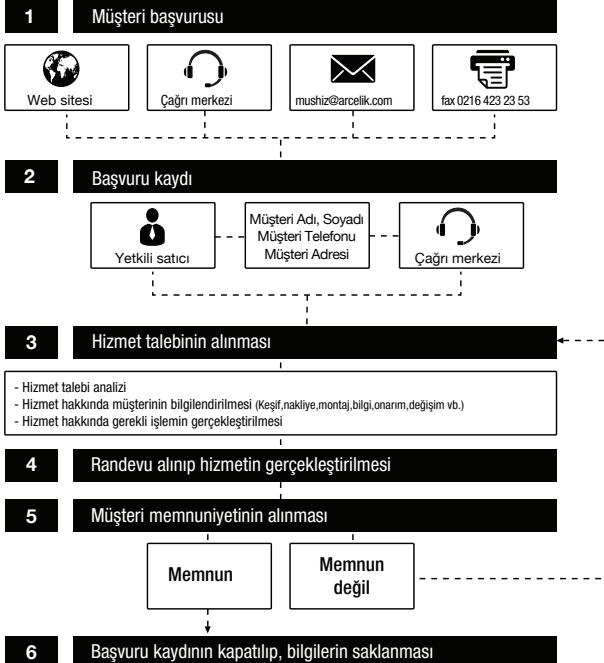 1 Müşteri başvurusu
Web sitesi
Çağrı merkezi
mushiz@arcelik.com
fax 0216 423 23 53
2 Başvuru kaydı
Yetkili satıcı
Müşteri Adı, Soyadı
Müşteri Telefonu
Müşteri Adresi
Çağrı merkezi
3 Hizmet talebinin alınması
- Hizmet talebi analizi
- Hizmet hakkında müşterinin bilgilendirilmesi (Keşif,nakliye,montaj,bilgi,onarım,değişim vb.)
- Hizmet hakkında gerekli işlemin gerçekleştirilmesi
4 Randevu alınıp hizmetin gerçekleştirilmesi
5 Müşteri memnuniyetinin alınması
Memnun
Memnun
değil
6 Başvuru kaydının kapatılıp, bilgilerin saklanması